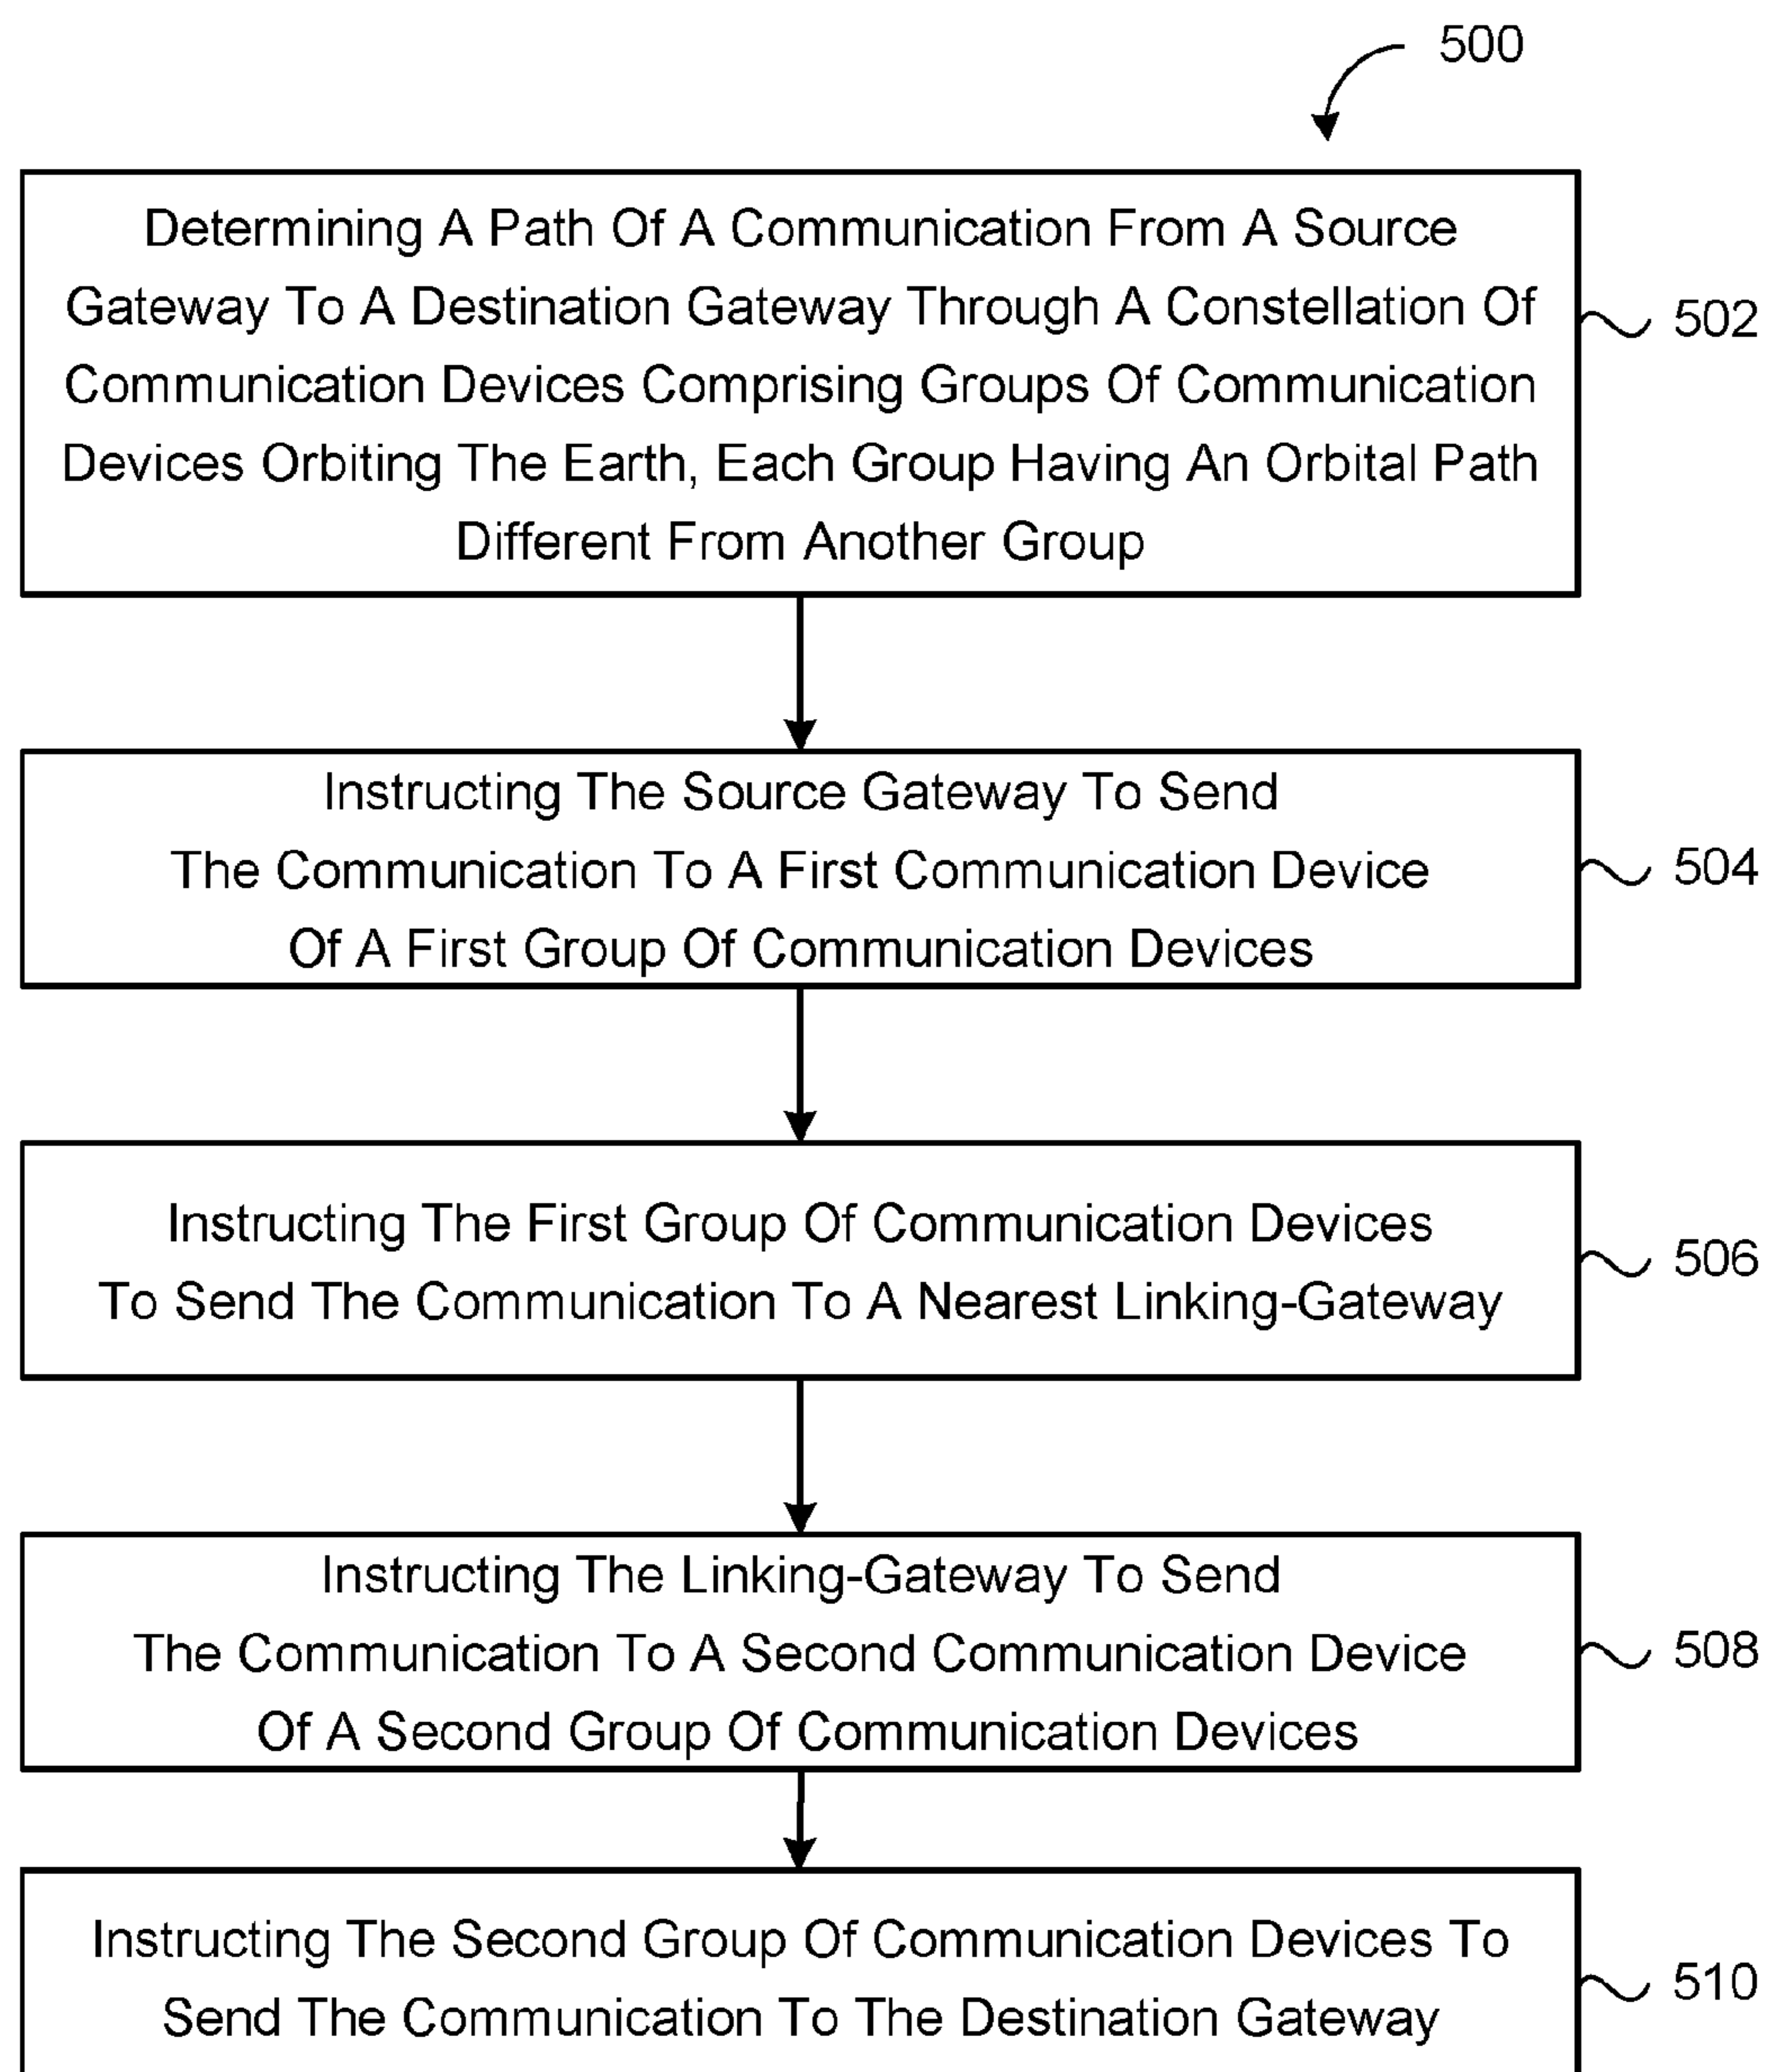 500
Determining A Path Of A Communication From A Source
Gateway To A Destination Gateway Through A Constellation Of
Communication Devices Comprising Groups Of Communication
Devices Orbiting The Earth, Each Group Having An Orbital Path
Different From Another Group
502
Instructing The Source Gateway To Send
The Communication To A First Communication Device
Of A First Group Of Communication Devices
504
Instructing The First Group Of Communication Devices
To Send The Communication To A Nearest Linking-Gateway
506
Instructing The Linking-Gateway To Send
The Communication To A Second Communication Device
Of A Second Group Of Communication Devices
508
Instructing The Second Group Of Communication Devices To
Send The Communication To The Destination Gateway
510